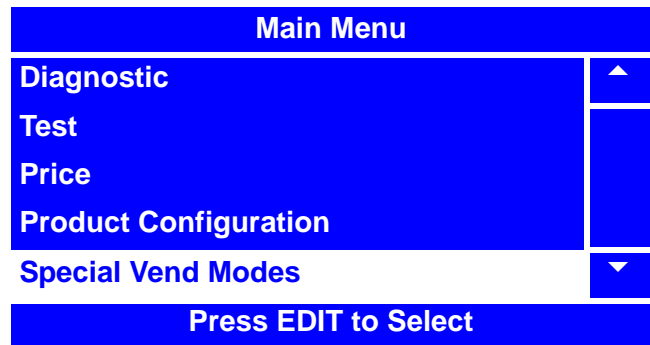 Main Menu
Diagnostic
Test
Price
Product Configuration
Special Vend Modes
Press EDIT to Select